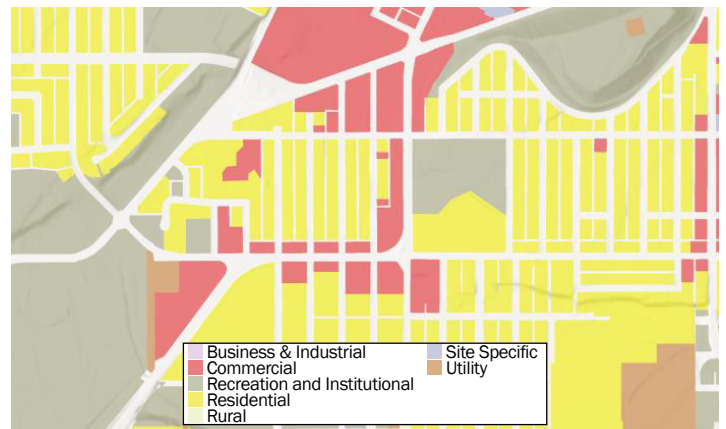 Business & Industrial
Commercial
Recreation and Institutional
Residential
Rural
Site Specific
Utility